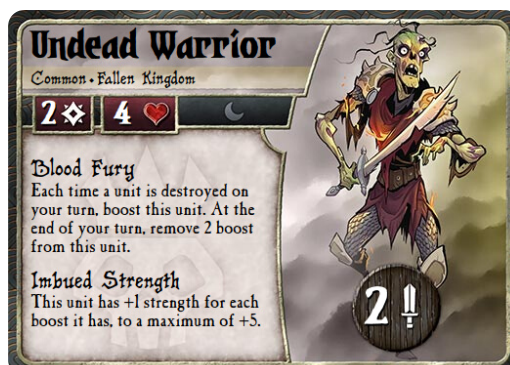 Undead Warrior
Common • Fallen Kingdom
2 4
Blood Fury
Each time a unit is destroyed on
your turn, boost this unit. At the
end of your turn, remove 2 boost
from this unit.
Imbued Strength
This unit has +1 strength for each
boost it has, to a maximum of +5.
2